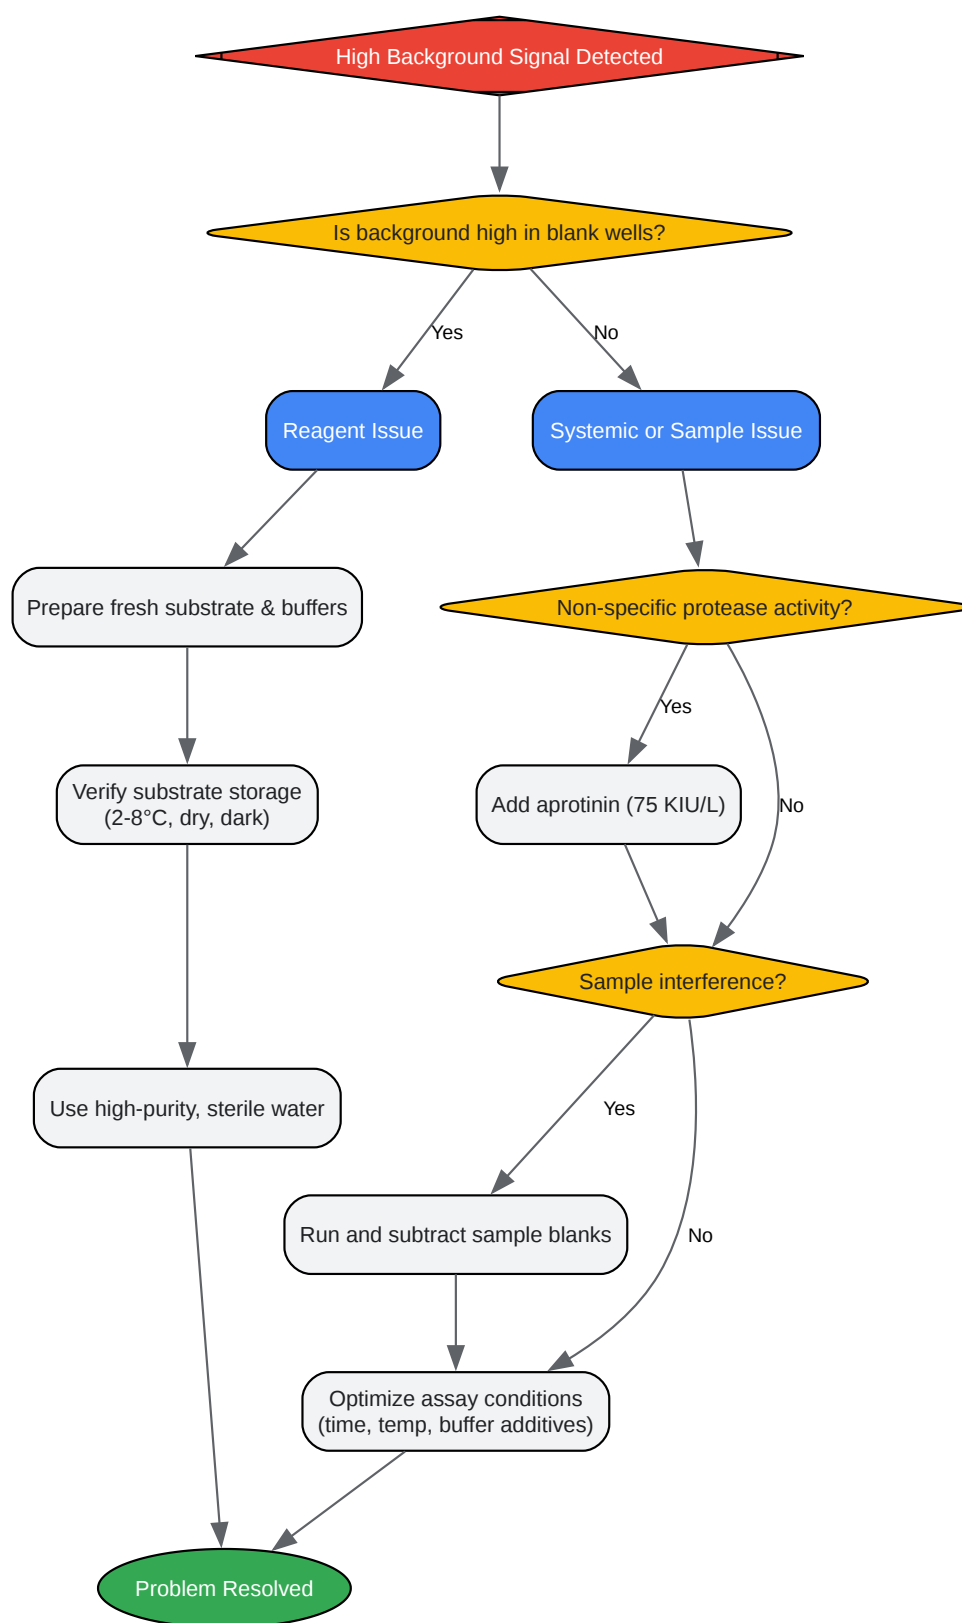 High Background Signal Detected
Is background high in blank wells?
Yes
No
Reagent Issue
Systemic or Sample Issue
Prepare fresh substrate & buffers
Non-specific protease activity?
Yes
Verify substrate storage
(2-8°C, dry, dark)
Add aprotinin (75 KIU/L)
No
Sample interference?
Use high-purity, sterile water
Yes
Run and subtract sample blanks
No
Optimize assay conditions
(time, temp, buffer additives)
Problem Resolved